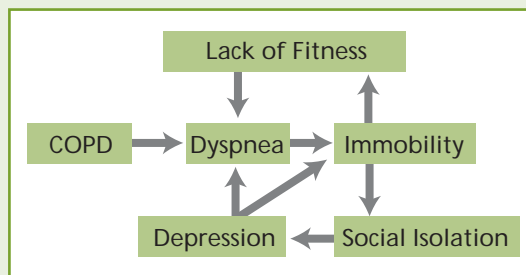 Lack of Fitness
COPD
Dyspnea
Immobility
Depression
Social Isolation